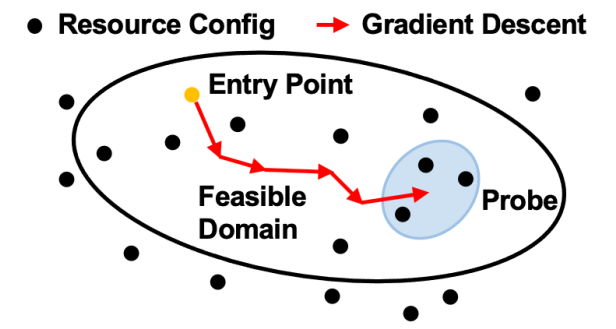 Resource Config
Gradient Descent
Entry Point
Feasible
Domain
Probe